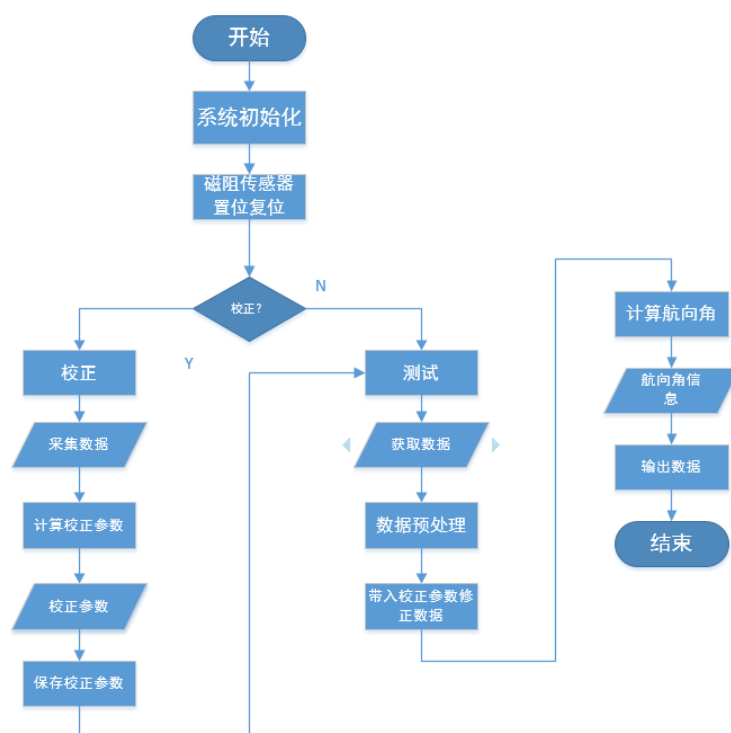 开始
系统初始化
磁阻传感器
置位复位
校正?
N
Y
校正
采集数据
计算校正参数
校正参数
保存校正参数
测试
获取数据
数据预处理
带入校正参数修
正数据
计算航向角
航向角信
息
输出数据
结束